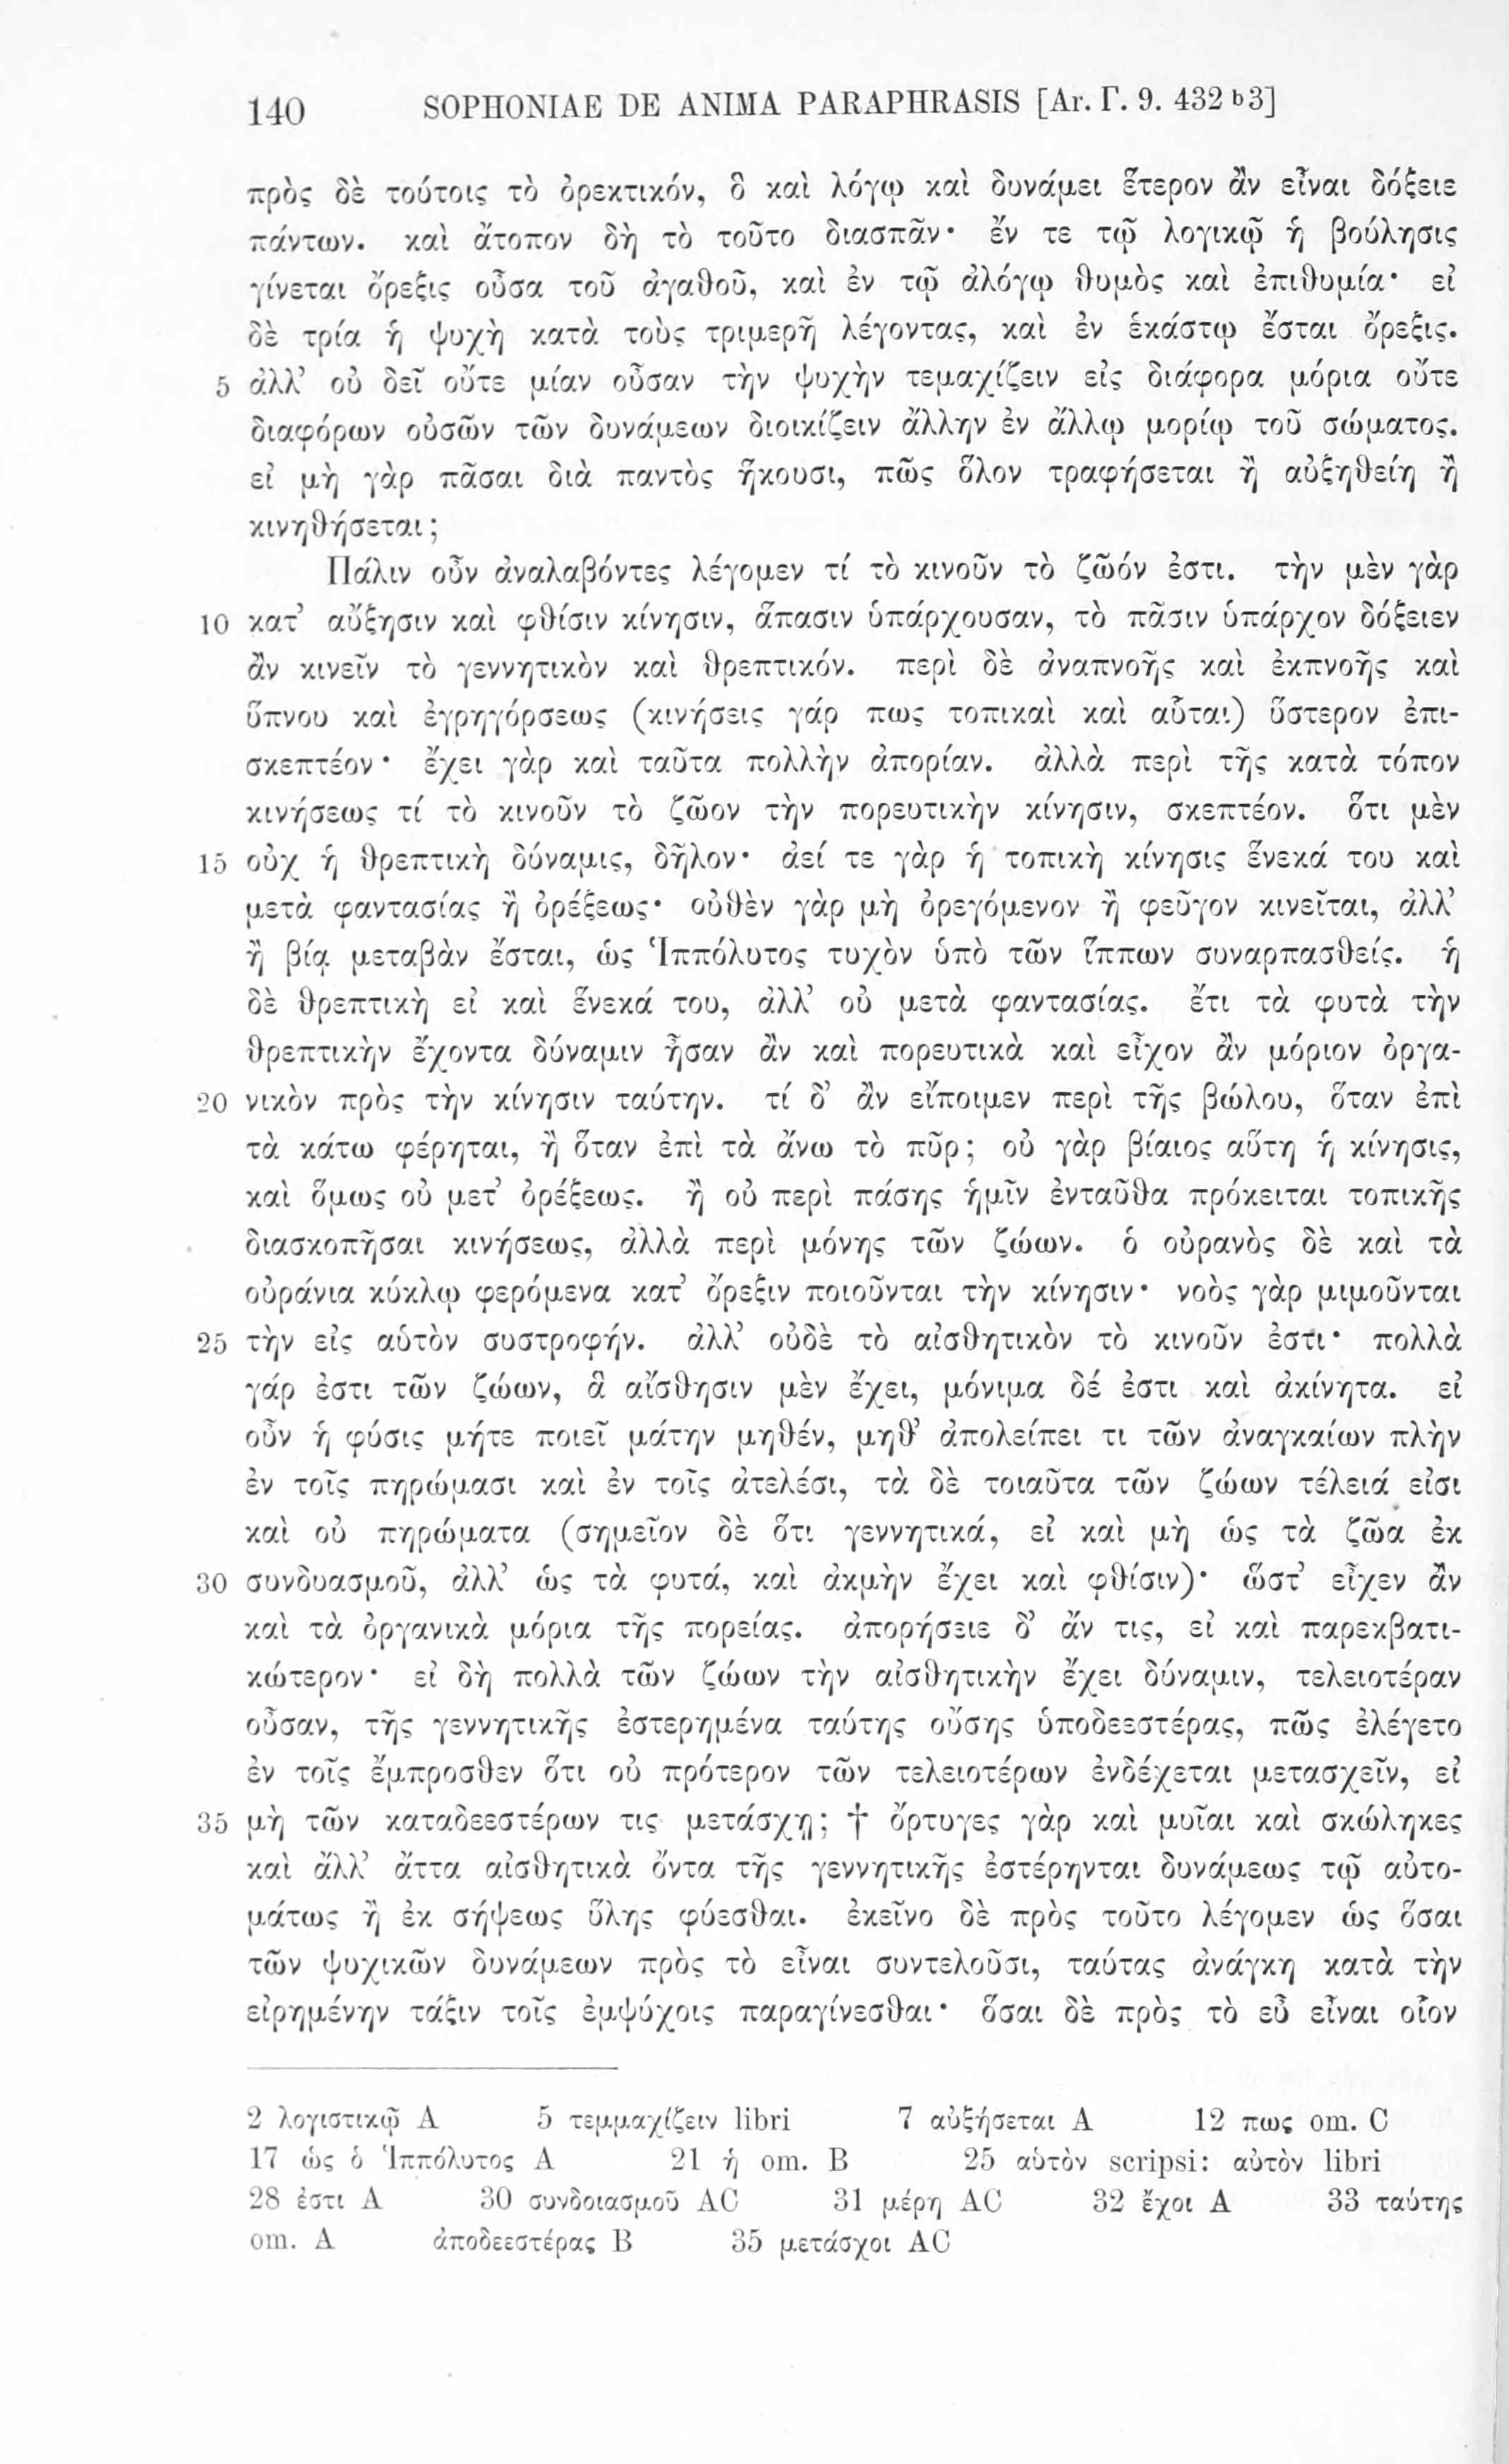 140 SOPHONIAE DE ANIMA PARAPHRASIS [Ar. Γ. 9. 432 b 3]
πρὸς δὲ τούτοις τὸ ὀρεκτικόν, ὃ καὶ λόγῳ καὶ δυνάμει ἕτερον ἂν εἶναι δόξειε
πάντων. καὶ ἄτοπον δὴ τὸ τοῦτο διασπᾶν· ἔν τε τῷ λογικῷ ἡ βούλησις
γίνεται ὄρεξις οὖσα τοῦ ἀγαθοῦ, καὶ ἐν τῷ ἀλόγῳ θυμὸς καὶ ἐπιθυμία· εἰ
δὲ τρία ἡ ψυχὴ κατὰ τοὺς τριμερῆ λέγοντας, καὶ ἐν ἑκάστῳ ἔσται ὄρεξις.
5 ἀλλ’ οὐ δεῖ οὔτε μίαν οὖσαν τὴν ψυχὴν τεμαχίζειν εἰς διάφορα μόρια οὔτε
διαφόρων οὐσῶν τῶν δυνάμεων διοικίζειν ἄλλην ἐν ἄλλῳ μορίῳ τοῦ σώματος.
εἰ μὴ γὰρ πᾶσαι διὰ παντὸς ἥκουσι, πῶς ὅλον τραφήσεται ἢ αὐξηθείη ἢ
κινηθήσεται;
Πάλιν οὖν ἀναλαβόντες λέγομεν τί τὸ κινοῦν τὸ ζῶόν ἐστι. τὴν μὲν γὰρ
10 κατ’ αὔξησιν καὶ φθίσιν κίνησιν, ἅπασιν ὑπάρχουσαν, τὸ πᾶσιν ὑπάρχον δόξειεν
ἂν κινεῖν τὸ γεννητικὸν καὶ θρεπτικόν. περὶ δὲ ἀναπνοῆς καὶ ἐκπνοῆς καὶ
ὕπνου καὶ ἐγρηγόρσεως (κινήσεις γάρ πως τοπικαὶ καὶ αὗται) ὕστερον ἐπι-
σκεπτέον· ἔχει γὰρ καὶ ταῦτα πολλὴν ἀπορίαν. ἀλλὰ περὶ τῆς κατὰ τόπον
κινήσεως τί τὸ κινοῦν τὸ ζῶον τὴν πορευτικὴν κίνησιν, σκεπτέον. ὅτι μὲν
15 οὐχ ἡ θρεπτικὴ δύναμις, δῆλον· ἀεί τε γὰρ ἡ τοπικὴ κίνησις ἕνεκά του καὶ
μετὰ φαντασίας ἢ ὀρέξεως· οὐθὲν γὰρ μὴ ὀρεγόμενον ἢ φεῦγον κινεῖται, ἀλλ’
ἢ βίᾳ μεταβὰν ἔσται, ὡς Ἱππόλυτος τυχὸν ὑπὸ τῶν ἵππων συναρπασθείς. ἡ
δὲ θρεπτικὴ εἰ καὶ ἕνεκά του, ἀλλ’ οὐ μετὰ φαντασίας. ἔτι τὰ φυτὰ τὴν
θρεπτικὴν ἔχοντα δύναμιν ἦσαν ἂν καὶ πορευτικὰ καὶ εἶχον ἂν μόριον ὀργα-
20 νικὸν πρὸς τὴν κίνησιν ταύτην. τί δ’ ἂν εἴποιμεν περὶ τῆς βώλου, ὅταν ἐπὶ
τὰ κάτω φέρηται, ἢ ὅταν ἐπὶ τὰ ἄνω τὸ πῦρ; οὐ γὰρ βίαιος αὕτη ἡ κίνησις,
καὶ ὅμως οὐ μετ’ ὀρέξεως. ἢ οὐ περὶ πάσης ἡμῖν ἐνταῦθα πρόκειται τοπικῆς
διασκοπῆσαι κινήσεως, ἀλλὰ περὶ μόνης τῶν ζώων. ὁ οὐρανὸς δὲ καὶ τὰ
οὐράνια κύκλῳ φερόμενα κατ’ ὄρεξιν ποιοῦνται τὴν κίνησιν· νοὸς γὰρ μιμοῦνται
25 τὴν εἰς αὑτὸν συστροφήν. ἀλλ’ οὐδὲ τὸ αἰσθητικὸν τὸ κινοῦν ἐστι· πολλὰ
γάρ ἐστι τῶν ζώων, ἃ αἴσθησιν μὲν ἔχει, μόνιμα δέ ἐστι καὶ ἀκίνητα. εἰ
οὖν ἡ φύσις μήτε ποιεῖ μάτην μηθέν, μηθ’ ἀπολείπει τι τῶν ἀναγκαίων πλὴν
ἐν τοῖς πηρώμασι καὶ ἐν τοῖς ἀτελέσι, τὰ δὲ τοιαῦτα τῶν ζώων τέλειά εἰσι
καὶ οὐ πηρώματα (σημεῖον δὲ ὅτι γεννητικά, εἰ καὶ μὴ ὡς τὰ ζῶα ἐκ
30 συνδυασμοῦ, ἀλλ’ ὡς τὰ φυτά, καὶ ἀκμὴν ἔχει καὶ φθίσιν)· ὥστ’ εἶχεν ἂν
καὶ τὰ ὀργανικὰ μόρια τῆς πορείας. ἀπορήσειε δ’ ἄν τις, εἰ καὶ παρεκβατι-
κώτερον· εἰ δὴ πολλὰ τῶν ζώων τὴν αἰσθητικὴν ἔχει δύναμιν, τελειοτέραν
οὖσαν, τῆς γεννητικῆς ἐστερημένα ταύτης οὔσης ὑποδεεστέρας, πῶς ἐλέγετο
ἐν τοῖς ἔμπροσθεν ὅτι οὐ πρότερον τῶν τελειοτέρων ἐνδέχεται μετασχεῖν, εἰ
35 μὴ τῶν καταδεεστέρων τις μετάσχῃ; † ὄρτυγες γὰρ καὶ μυῖαι καὶ σκώληκες
καὶ ἄλλ’ ἄττα αἰσθητικὰ ὄντα τῆς γεννητικῆς ἐστέρηνται δυνάμεως τῷ αὐτο-
μάτως ἢ ἐκ σήψεως ὕλης φύεσθαι. ἐκεῖνο δὲ πρὸς τοῦτο λέγομεν ὡς ὅσαι
τῶν ψυχικῶν δυνάμεων πρὸς τὸ εἶναι συντελοῦσι, ταύτας ἀνάγκη κατὰ τὴν
εἰρημένην τάξιν τοῖς ἐμψύχοις παραγίνεσθαι· ὅσαι δὲ πρὸς τὸ εὖ εἶναι οἷον
2 λογιστικῷ A 5 τεμμαχίζειν libri 7 αὐξήσεται A 12 πως om. C
17 ὡς ὁ Ἱππόλυτος A 21 ἡ om. B 25 αὑτὸν scripsi: αὐτὸν libri
28 ἐστι A 30 συνδοιασμοῦ AC 31 μέρη AC 32 ἔχοι A 33 ταύτης
om. A ἀποδεεστέρας B 35 μετάσχοι AC